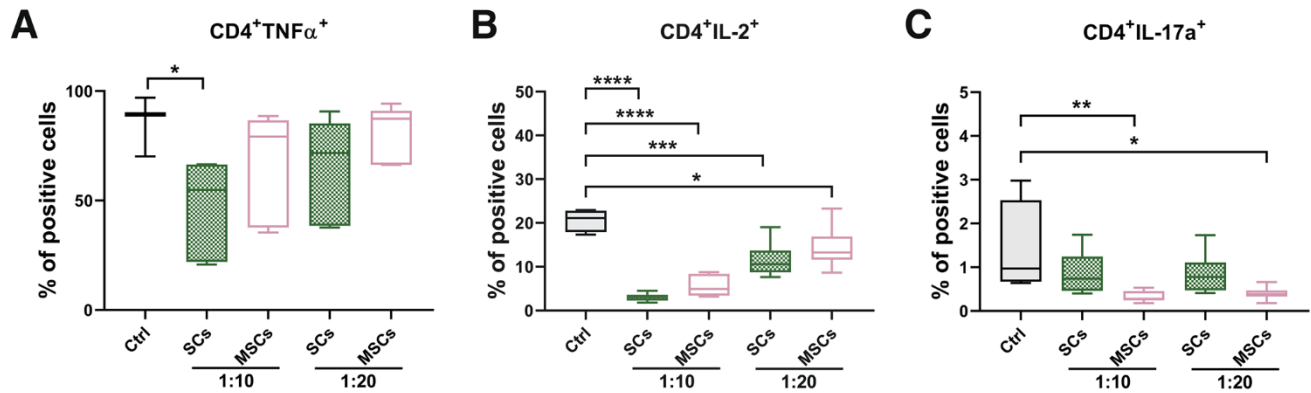 A
CD4+TNFα+
% of positive cells
100
50
0
*
Ctrl
SCs
MSCs
SCs
MSCs
1:10
1:20
B
CD4+IL-2+
% of positive cells
50
40
30
20
10
0
****
****
***
*
Ctrl
SCs
MSCs
SCs
MSCs
1:10
1:20
C
CD4+IL-17a+
% of positive cells
5
4
3
2
1
0
**
*
Ctrl
SCs
MSCs
SCs
MSCs
1:10
1:20